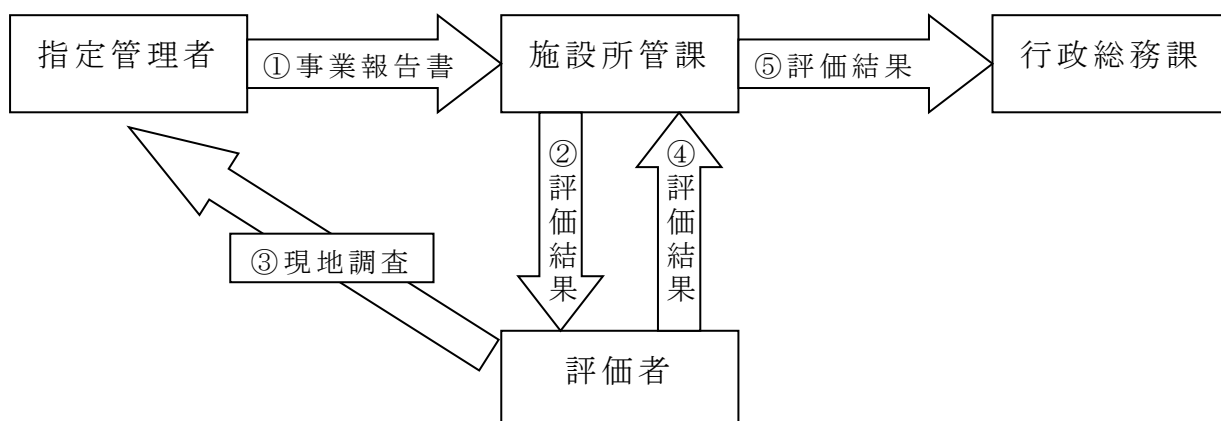 指定管理者
①事業報告書
施設所管課
⑤評価結果
行政総務課
②評価結果
④評価結果
③現地調査
評価者